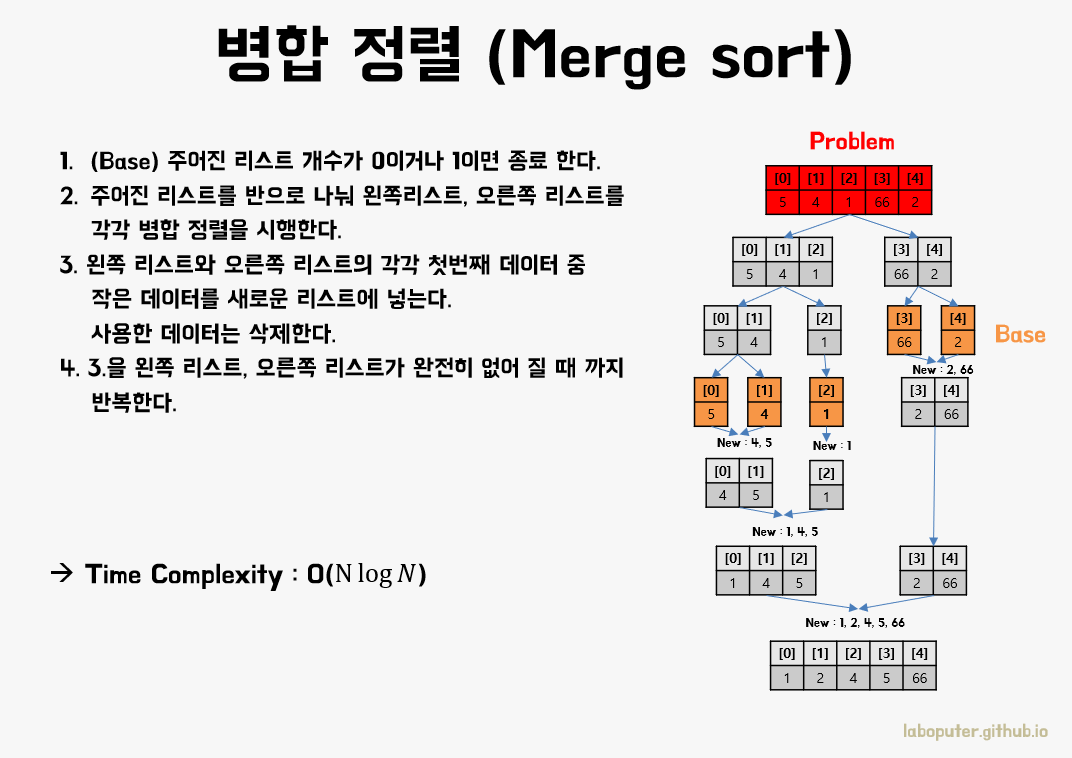 병합 정렬 (Merge sort)
1. (Base) 주어진 리스트 개수가 0이거나 1이면 종료 한다.
2. 주어진 리스트를 반으로 나눠 왼쪽리스트, 오른쪽 리스트를
각각 병합 정렬을 시행한다.
3. 왼쪽 리스트와 오른쪽 리스트의 각각 첫번째 데이터 중
작은 데이터를 새로운 리스트에 넣는다.
사용한 데이터는 삭제한다.
4. 3.을 왼쪽 리스트, 오른쪽 리스트가 완전히 없어 질 때 까지
반복한다.
→ Time Complexity : O(N log N)
Problem
[0] [1] [2] [3] [4]
5 4 1 66 2
[0] [1] [2] [3] [4]
5 4 1 66 2
[0] [1] [2] [3] [4]
5 4 1 66 2
Base
New : 2, 66
[0] [1] [2] [3] [4]
5 4 1 2 66
New : 4, 5 New : 1
[0] [1] [2]
4 5 1
New : 1, 4, 5
[0] [1] [2] [3] [4]
1 4 5 2 66
New : 1, 2, 4, 5, 66
[0] [1] [2] [3] [4]
1 2 4 5 66
laboputer.github.io